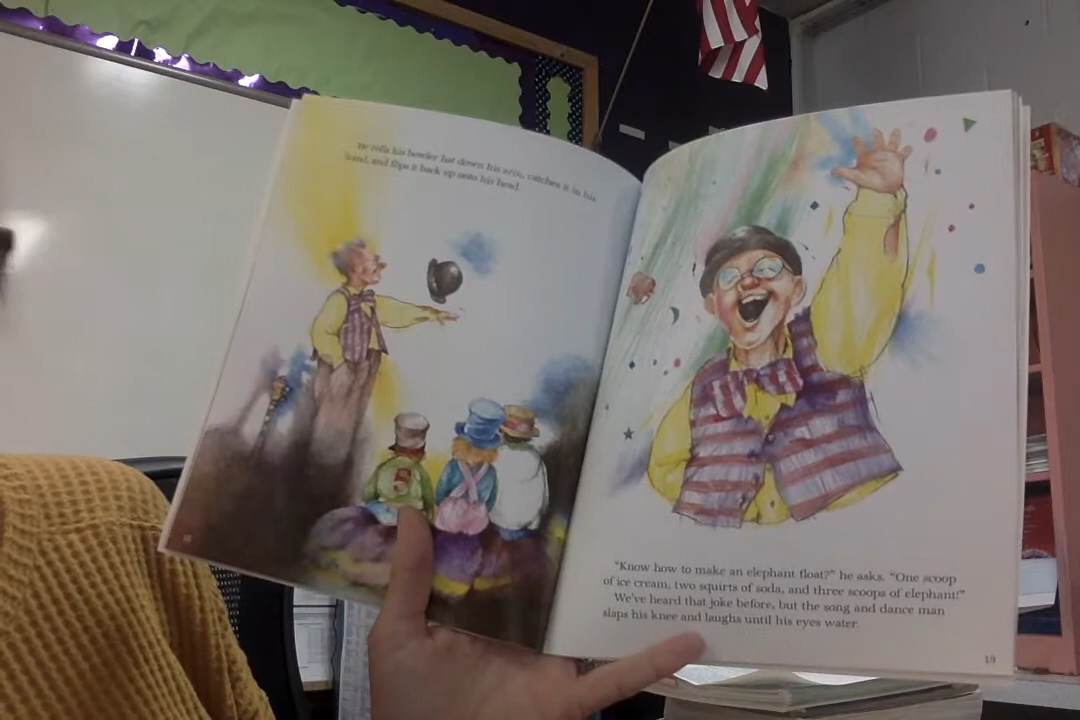 He rolls his bowler hat down his arm, catches it in his
hand, and flips it back up onto his head.
18
"Know how to make an elephant float?" he asks. "One scoop
of ice cream, two squirts of soda, and three scoops of elephant!"
We've heard that joke before, but the song and dance man
slaps his knee and laughs until his eyes water.
19